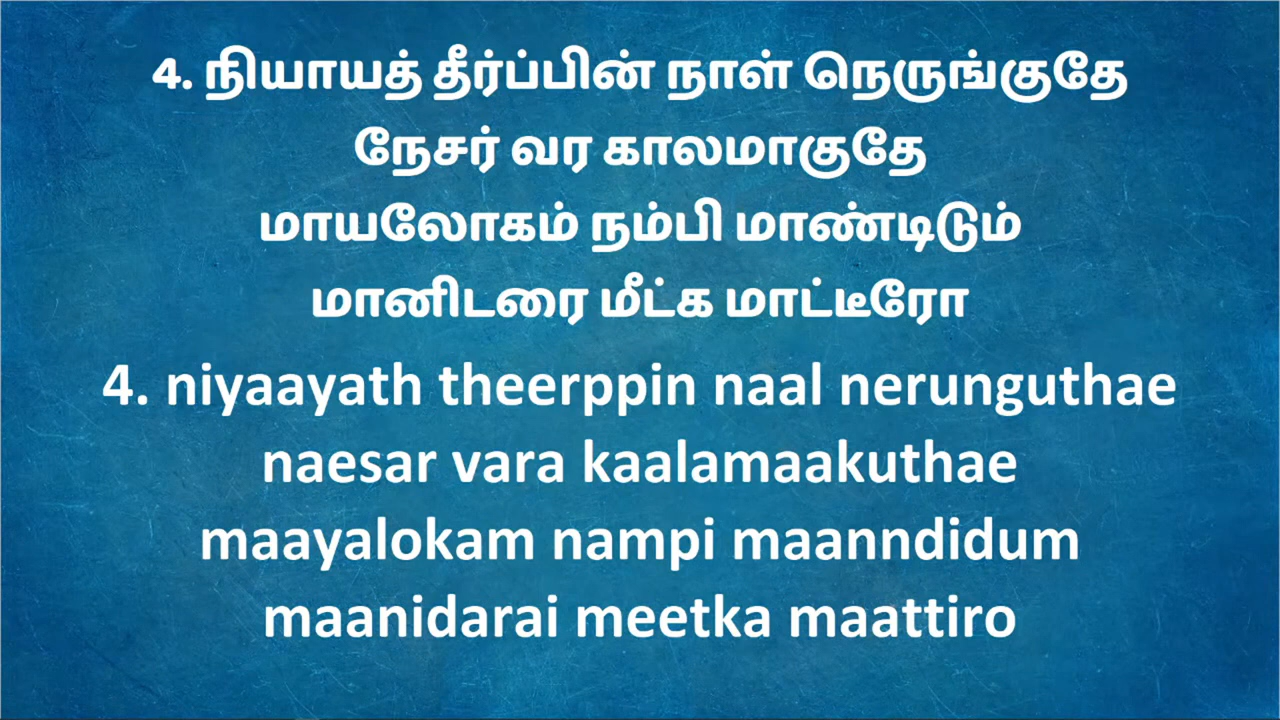 4. நியாயத் தீர்ப்பின் நாள் நெருங்குதே
நேசர் வர காலமாகுதே
மாயலோகம் நம்பி மாண்டிடும்
மானிடரை மீட்க மாட்டீரோ
4. niyaayath theerppin naal nerunguthae
naesar vara kaalamaakuthae
maayalokam nampi maanndidum
maanidarai meetka maattiro